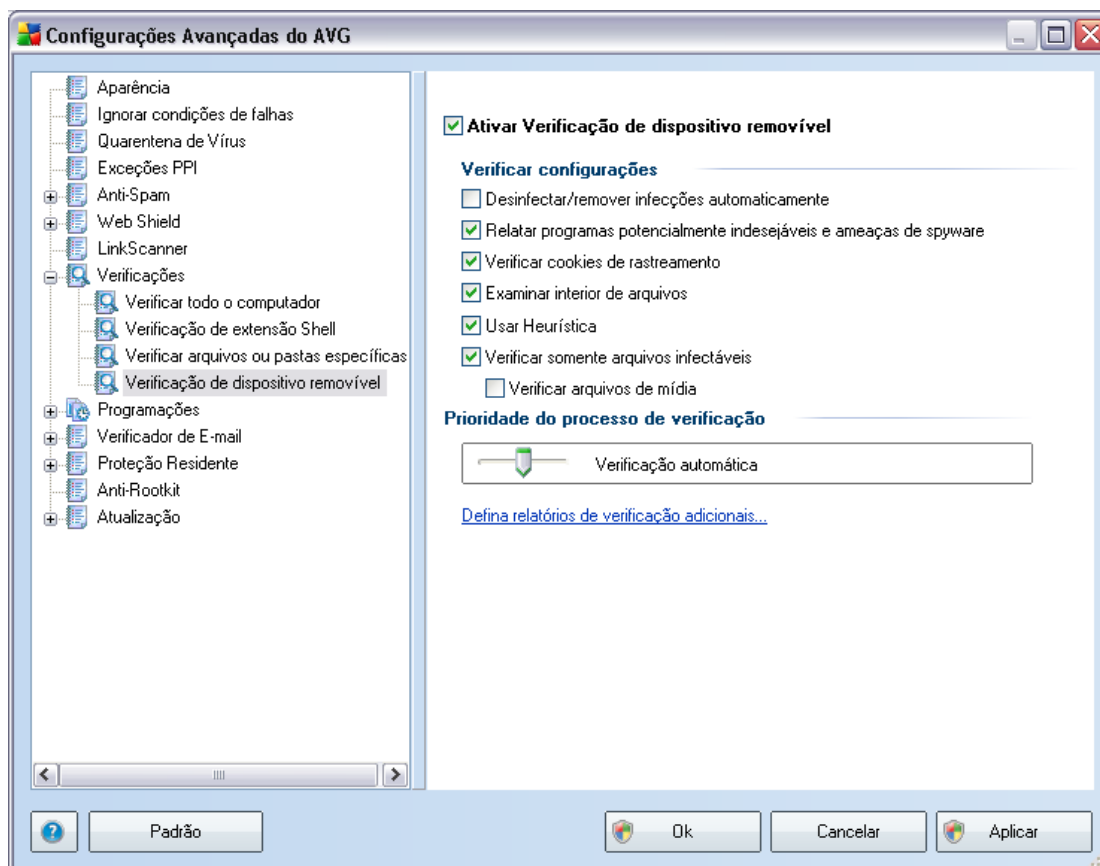 Configurações Avançadas do AVG
Aparência
Ignorar condições de falhas
Quarentena de Vírus
Exceções PPI
Anti-Spam
Web Shield
LinkScanner
Verificações
Verificar todo o computador
Verificação de extensão Shell
Verificar arquivos ou pastas específicas
Verificação de dispositivo removível
Programações
Verificador de E-mail
Proteção Residente
Anti-Rootkit
Atualização
Ativar Verificação de dispositivo removível
Verificar configurações
Desinfectar/remover infecções automaticamente
Relatar programas potencialmente indesejáveis e ameaças de spyware
Verificar cookies de rastreamento
Examinar interior de arquivos
Usar Heurística
Verificar somente arquivos infectáveis
Verificar arquivos de mídia
Prioridade do processo de verificação
Verificação automática
Defina relatórios de verificação adicionais...
Padrão
Ok
Cancelar
Aplicar